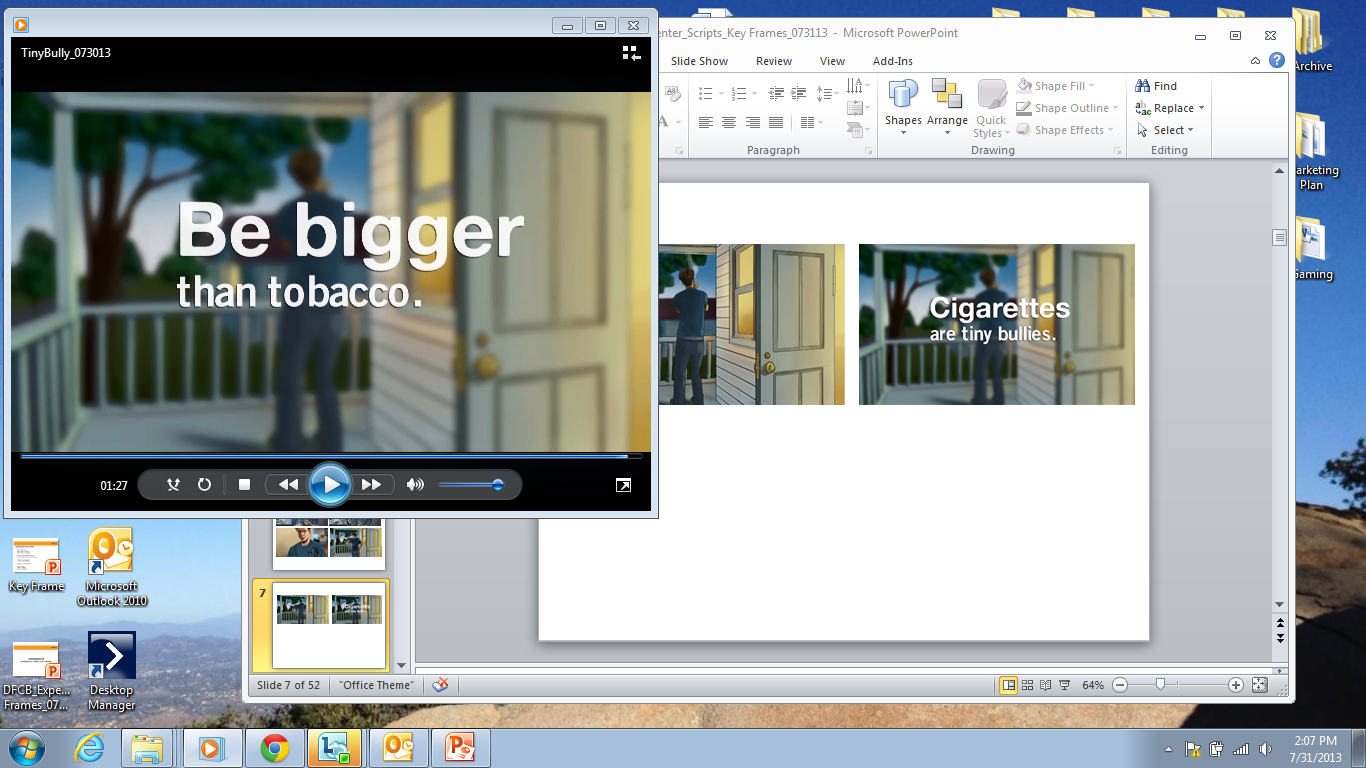 TinyBully_073013
Be bigger
than tobacco.
01:27
enter_Scripts_Key Frames_073113 - Microsoft PowerPoint
Slide Show Review View Add-Ins
Shapes
Arrange
Quick
Styles
Shape Fill
Shape Outline
Shape Effects
Find
Replace
Select
Paragraph
Drawing
Editing
Cigarettes
are tiny bullies.
7
Cigarettes
Slide 7 of 52
"Office Theme"
64%
Archive
arketing
Plan
Gaming
Key Frame
Microsoft
Outlook 2010
DFCB_Expe...
Frames_07...
Desktop
Manager
2:07 PM
7/31/2013